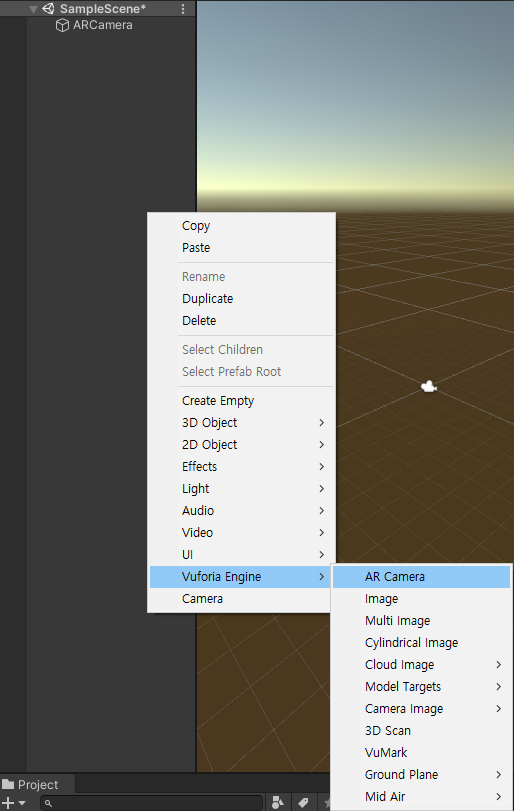 SampleScene*
ARCamera
Copy
Paste
Rename
Duplicate
Delete
Select Children
Select Prefab Root
Create Empty
3D Object
2D Object
Effects
Light
Audio
Video
UI
Vuforia Engine
Camera
AR Camera
Image
Multi Image
Cylindrical Image
Cloud Image
Model Targets
Camera Image
3D Scan
VuMark
Ground Plane
Mid Air
Project